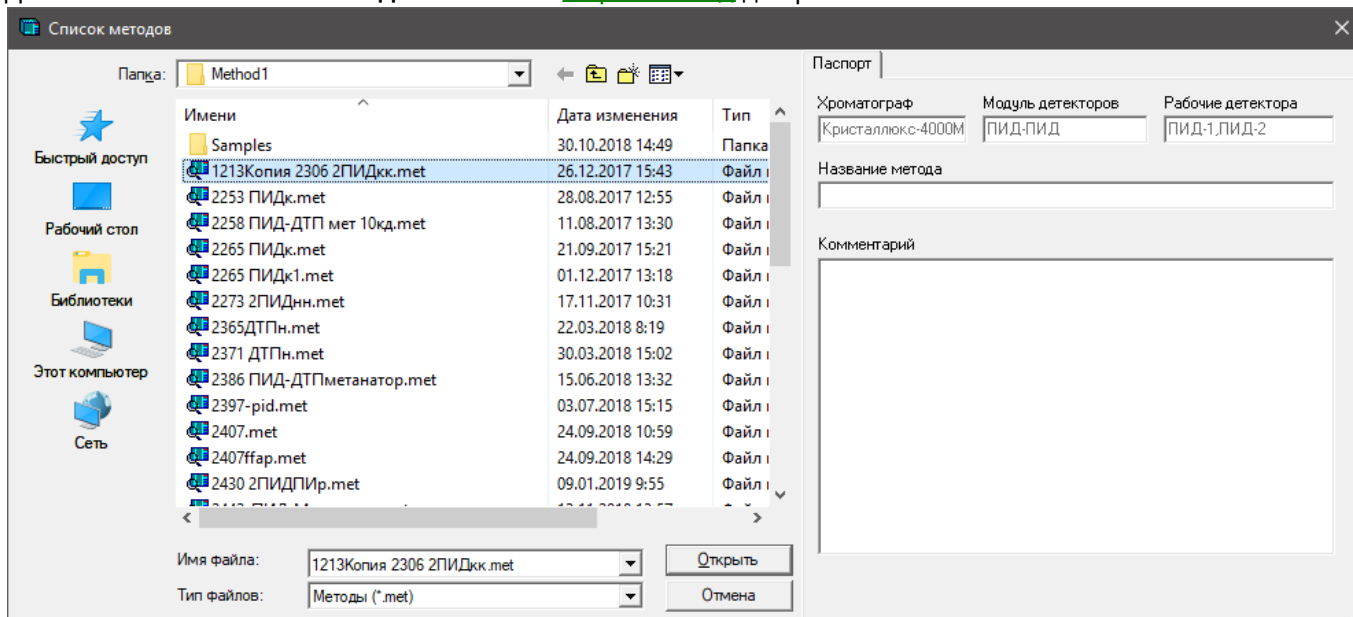 Список методов
Папка: Method1
Паспорт
Имени Дата изменения Тип
Samples 30.10.2018 14:49 Папка
1213Копия 2306 2ПИДкк.met 26.12.2017 15:43 Файл
2253 ПИДк.met 28.08.2017 12:55 Файл
2258 ПИД-ДТП мет 10кд.met 11.08.2017 13:30 Файл
2265 ПИДк.met 21.09.2017 15:21 Файл
2265 ПИДк1.met 01.12.2017 13:18 Файл
2273 2ПИДнн.met 17.11.2017 10:31 Файл
2365ДТПн.met 22.03.2018 8:19 Файл
2371 ДТПн.met 30.03.2018 15:02 Файл
2386 ПИД-ДТПметанатор.met 15.06.2018 13:32 Файл
2397-pid.met 03.07.2018 15:15 Файл
2407.met 24.09.2018 10:59 Файл
2407ffap.met 24.09.2018 14:29 Файл
2430 2ПИДПИр.met 09.01.2019 9:55 Файл
Быстрый доступ
Рабочий стол
Библиотеки
Этот компьютер
Сеть
Имя файла: 1213Копия 2306 2ПИДкк.met Открыть
Тип файлов: Методы (*.met) Отмена
Хроматограф Модуль детекторов Рабочие детектора
Кристаллюкс-4000М ПИД-ПИД ПИД-1,ПИД-2
Название метода
Комментарий